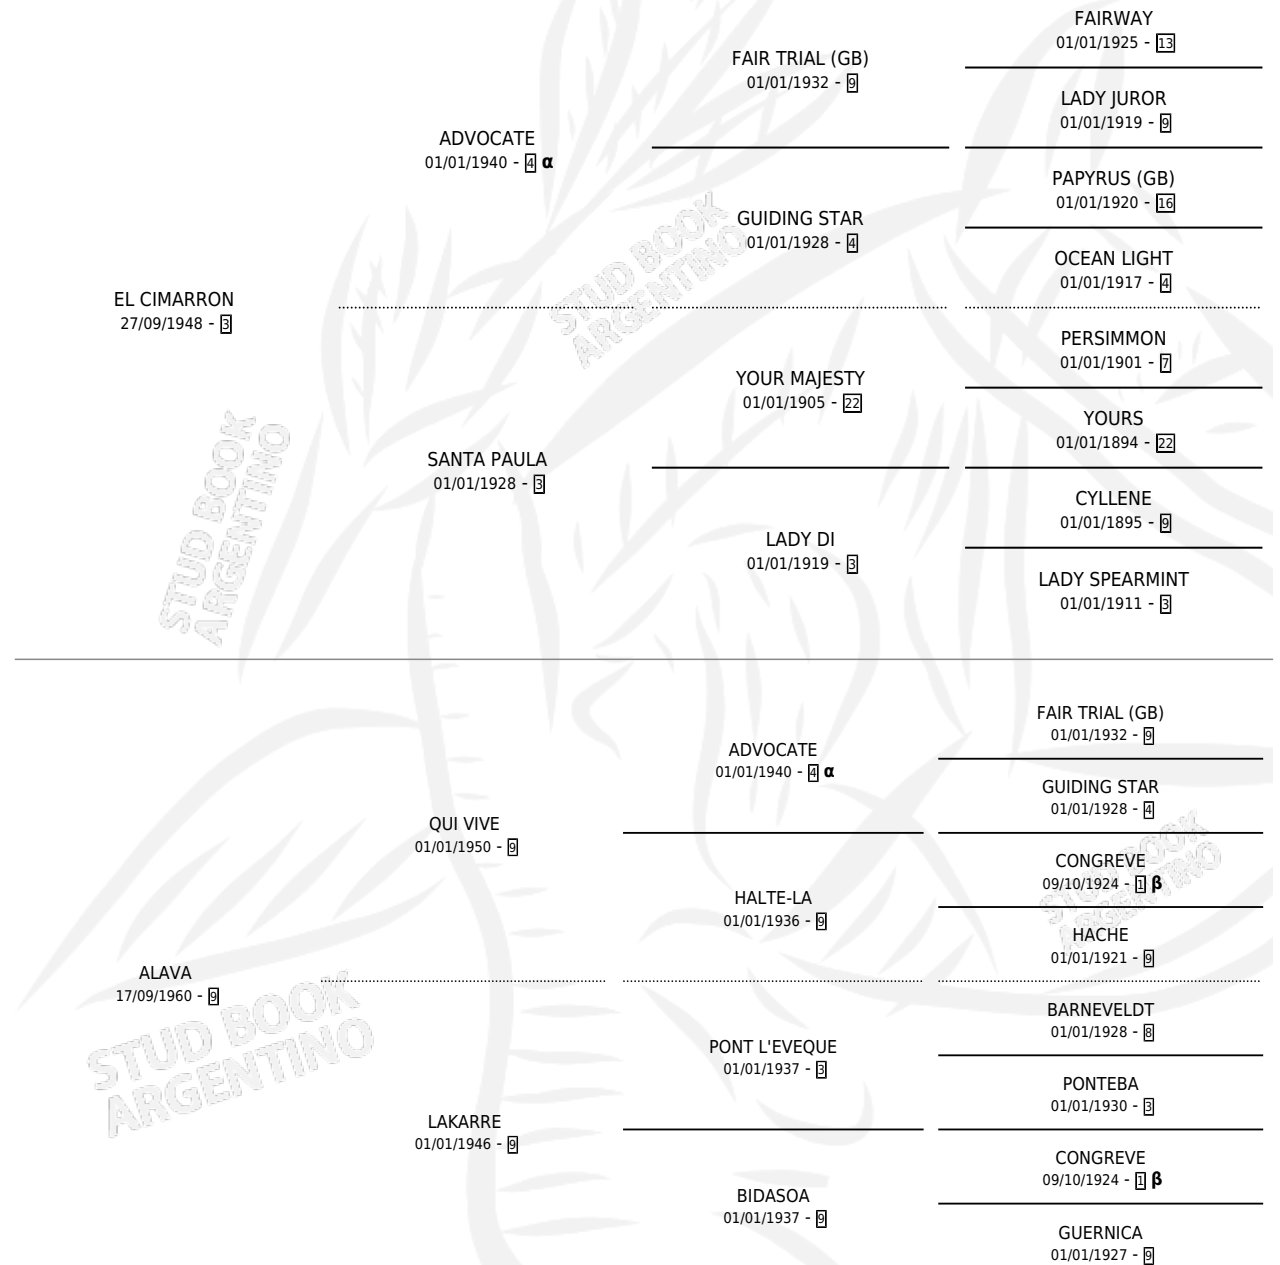 FAIRWAY
01/01/1925 - 13
FAIR TRIAL (GB)
01/01/1932 - 9
LADY JUROR
01/01/1919 - 9
ADVOCATE
01/01/1940 - 4 α
PAPYRUS (GB)
01/01/1920 - 16
GUIDING STAR
01/01/1928 - 4
OCEAN LIGHT
01/01/1917 - 4
EL CIMARRON
27/09/1948 - 3
PERSIMMON
01/01/1901 - 7
YOUR MAJESTY
01/01/1905 - 22
YOURS
01/01/1894 - 22
SANTA PAULA
01/01/1928 - 3
CYLLENE
01/01/1895 - 9
LADY DI
01/01/1919 - 3
LADY SPEARMINT
01/01/1911 - 3
STUD BOOK
ARGENTINO
STUD BOOK
ARGENTINO
FAIR TRIAL (GB)
01/01/1932 - 9
ADVOCATE
01/01/1940 - 4 α
GUIDING STAR
01/01/1928 - 4
QUI VIVE
01/01/1950 - 9
CONGREVE
09/10/1924 - 1 β
HALTE-LA
01/01/1936 - 9
HACHE
01/01/1921 - 9
ALAVA
17/09/1960 - 9
BARNEVELDT
01/01/1928 - 8
PONT L'EVEQUE
01/01/1937 - 3
PONTEBA
01/01/1930 - 3
LAKARRE
01/01/1946 - 9
CONGREVE
09/10/1924 - 1 β
BIDASOA
01/01/1937 - 9
GUERNICA
01/01/1927 - 9
STUD BOOK
ARGENTINO
STUD BOOK
ARGENTINO